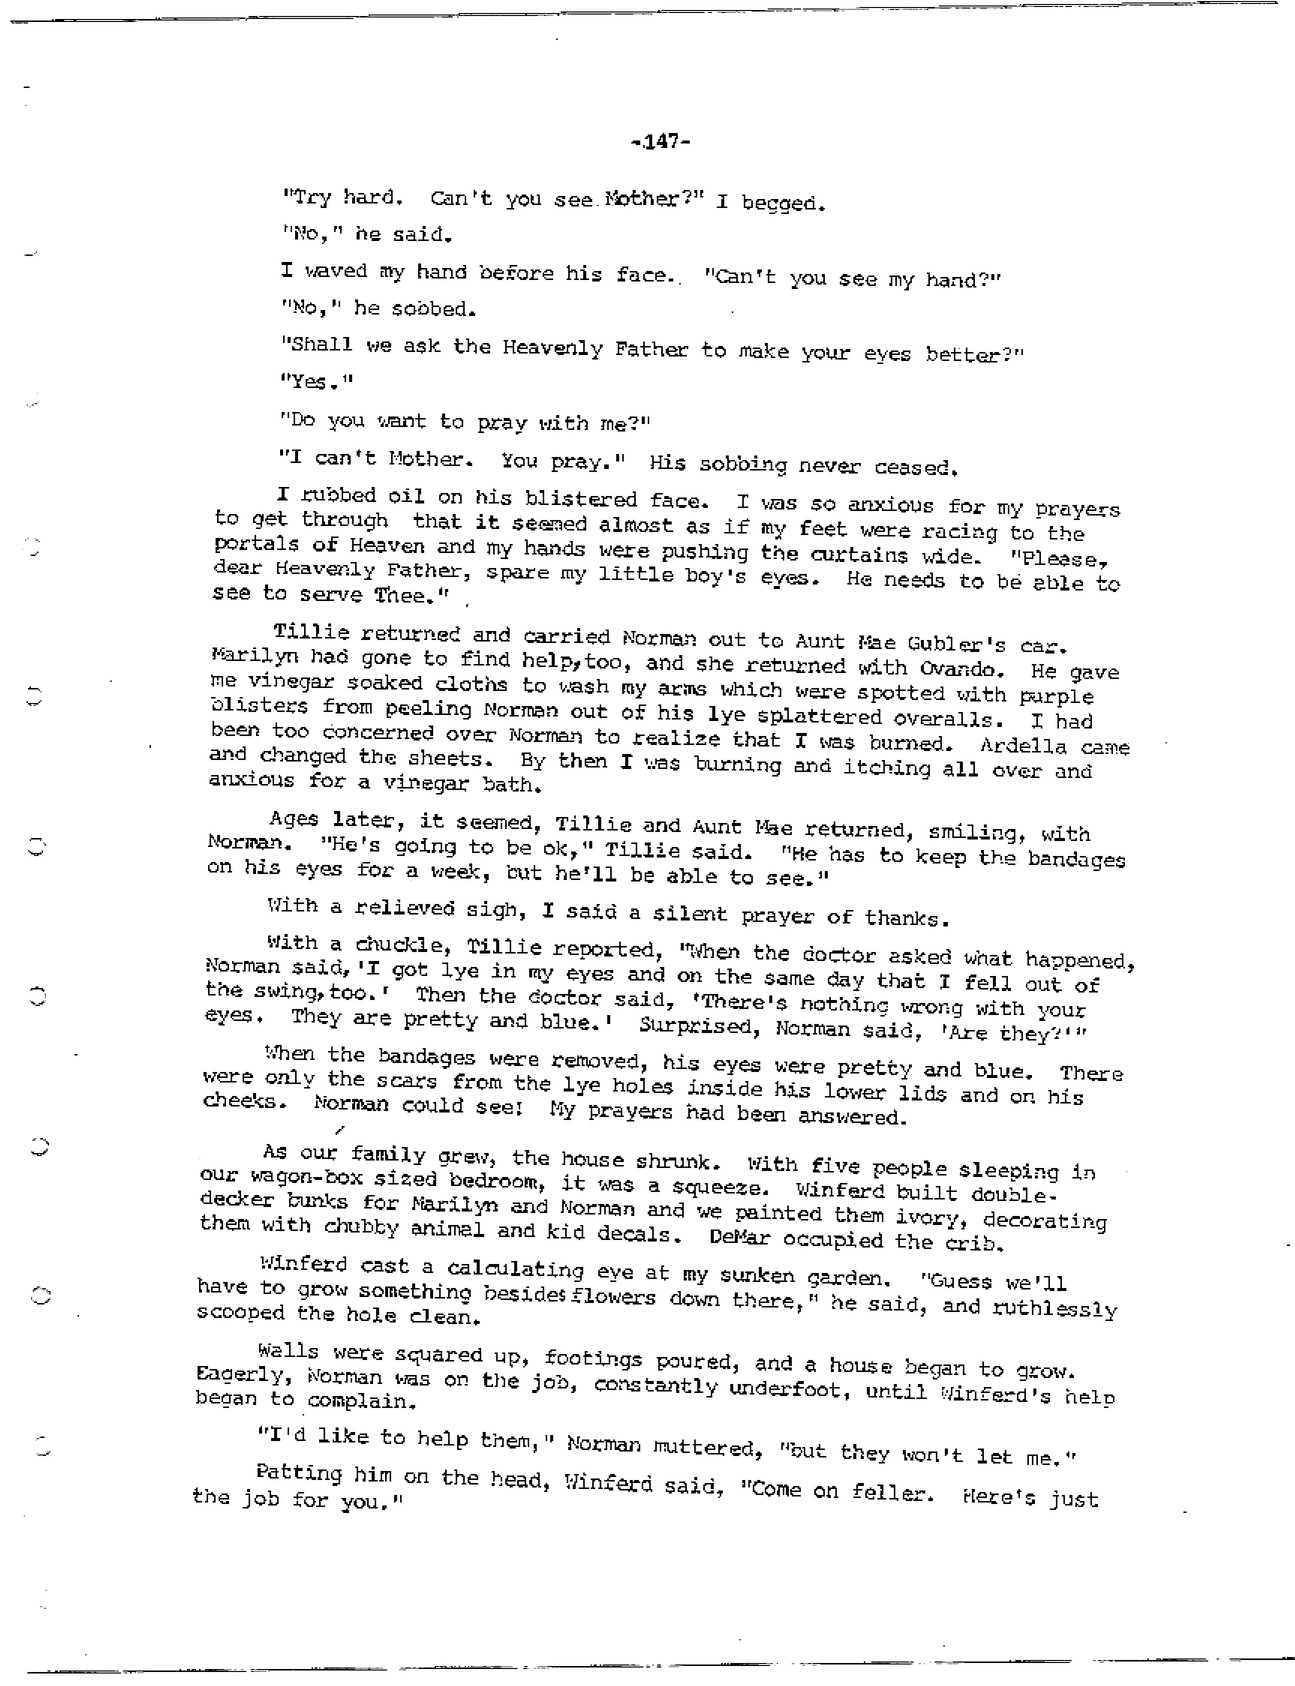 -147-
"Try hard. Can't you see Mother?" I begged.
"No," he said.
I waved my hand before his face. "Can't you see my hand?"
"No," he sobbed.
"Shall we ask the Heavenly Father to make your eyes better?"
"Yes."
"Do you want to pray with me?"
"I can't Mother. You pray." His sobbing never ceased.
I rubbed oil on his blistered face. I was so anxious for my prayers
to get through that it seemed almost as if my feet were racing to the
portals of Heaven and my hands were pushing the curtains wide. "Please,
dear Heavenly Father, spare my little boy's eyes. He needs to be able to
see to serve Thee."
Tillie returned and carried Norman out to Aunt Mae Gubler's car.
Marilyn had gone to find help, too, and she returned with Ovando. He gave
me vinegar soaked cloths to wash my arms which were spotted with purple
blisters from peeling Norman out of his lye splattered overalls. I had
been too concerned over Norman to realize that I was burned. Ardella came
and changed the sheets. By then I was burning and itching all over and
anxious for a vinegar bath.
Ages later, it seemed, Tillie and Aunt Mae returned, smiling, with
Norman. "He's going to be ok," Tillie said. "He has to keep the bandages
on his eyes for a week, but he'll be able to see."
With a relieved sigh, I said a silent prayer of thanks.
With a chuckle, Tillie reported, "When the doctor asked what happened,
Norman said, 'I got lye in my eyes and on the same day that I fell out of
the swing, too.' Then the doctor said, 'There's nothing wrong with your
eyes. They are pretty and blue.' Surprised, Norman said, 'Are they?'"
When the bandages were removed, his eyes were pretty and blue. There
were only the scars from the lye holes inside his lower lids and on his
cheeks. Norman could see! My prayers had been answered.
As our family grew, the house shrunk. With five people sleeping in
our wagon-box sized bedroom, it was a squeeze. Winferd built double-
decker bunks for Marilyn and Norman and we painted them ivory, decorating
them with chubby animal and kid decals. DeMar occupied the crib.
Winferd cast a calculating eye at my sunken garden. "Guess we'll
have to grow something besides flowers down there," he said, and ruthlessly
scooped the hole clean.
Walls were squared up, footings poured, and a house began to grow.
Eagerly, Norman was on the job, constantly underfoot, until Winferd's help
began to complain.
"I'd like to help them," Norman muttered, "but they won't let me."
Patting him on the head, Winferd said, "Come on feller. Here's just
the job for you."